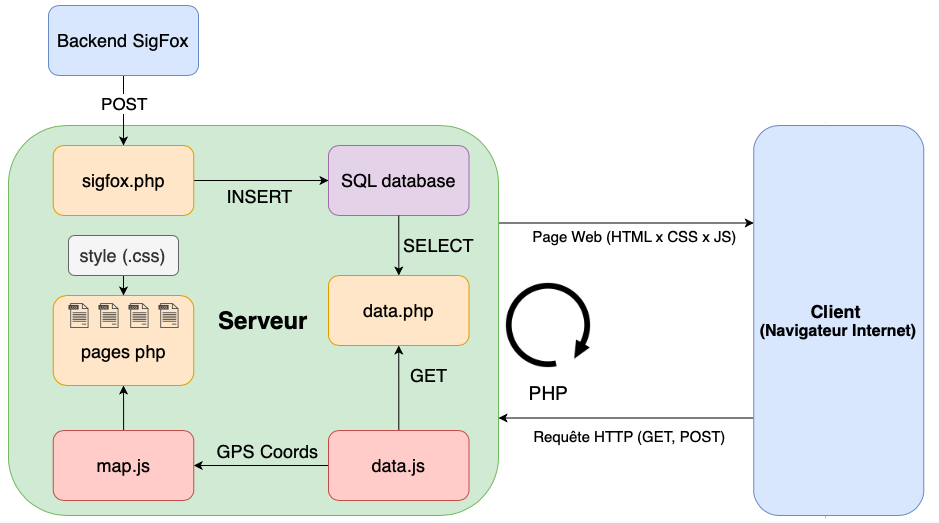 Backend SigFox
POST
sigfox.php
INSERT
SQL database
SELECT
style (.css)
pages php
Serveur
data.php
GET
map.js
GPS Coords
data.js
Page Web (HTML x CSS x JS)
PHP
Requête HTTP (GET, POST)
Client
(Navigateur Internet)